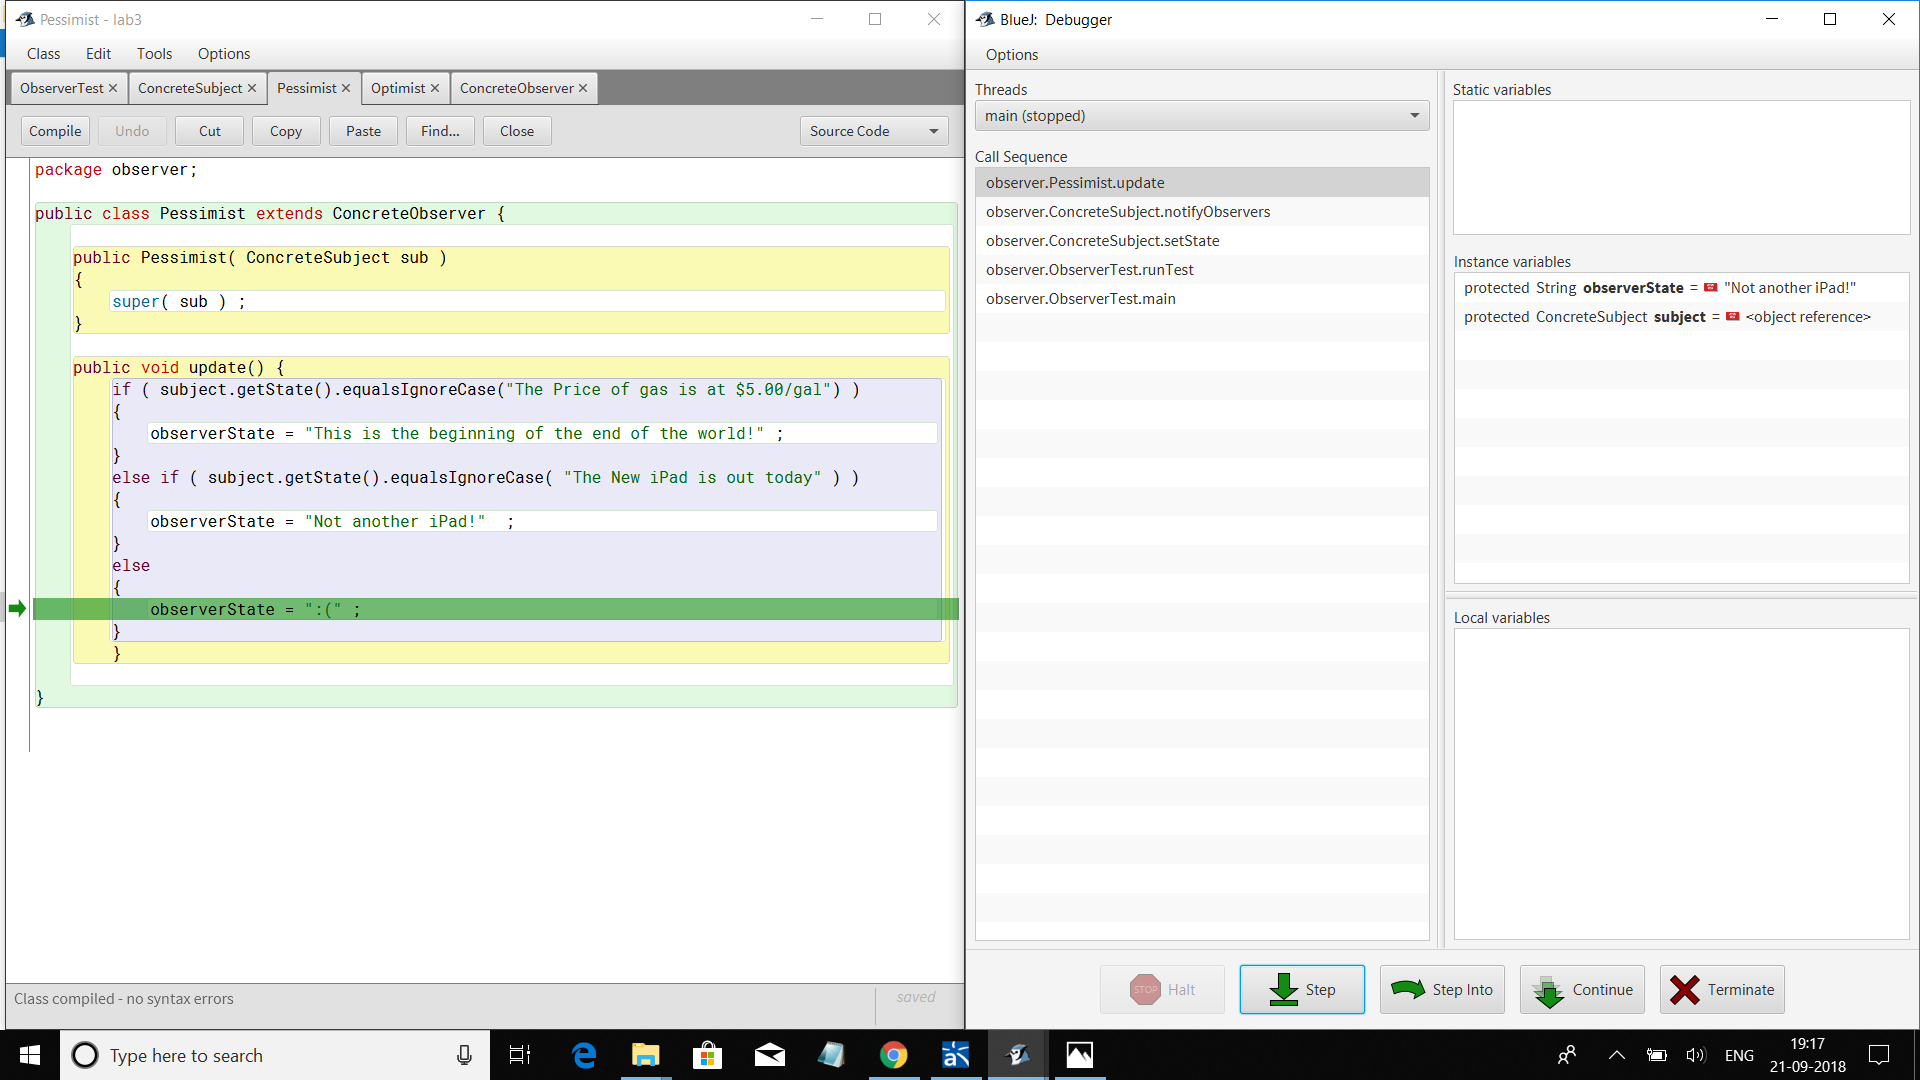 Pessimist - lab3
Class Edit Tools Options
ObserverTest × ConcreteSubject × Pessimist × Optimist × ConcreteObserver ×
Compile Undo Cut Copy Paste Find... Close Source Code
package observer;
public class Pessimist extends ConcreteObserver {
public Pessimist( ConcreteSubject sub )
{
super( sub ) ;
}
public void update() {
if ( subject.getState().equalsIgnoreCase("The Price of gas is at $5.00/gal") )
{
observerState = "This is the beginning of the end of the world!" ;
}
else if ( subject.getState().equalsIgnoreCase( "The New iPad is out today" ) )
{
observerState = "Not another iPad!"  ;
}
else
{
observerState = ":(" ;
}
}
}
Class compiled - no syntax errors
saved
BlueJ: Debugger
Options
Threads
main (stopped)
Call Sequence
observer.Pessimist.update
observer.ConcreteSubject.notifyObservers
observer.ConcreteSubject.setState
observer.ObserverTest.runTest
observer.ObserverTest.main
Static variables
Instance variables
protected String observerState = "Not another iPad!"
protected ConcreteSubject subject = <object reference>
Local variables
STOP Halt Step Step Into Continue Terminate
Type here to search
ENG
19:17
21-09-2018